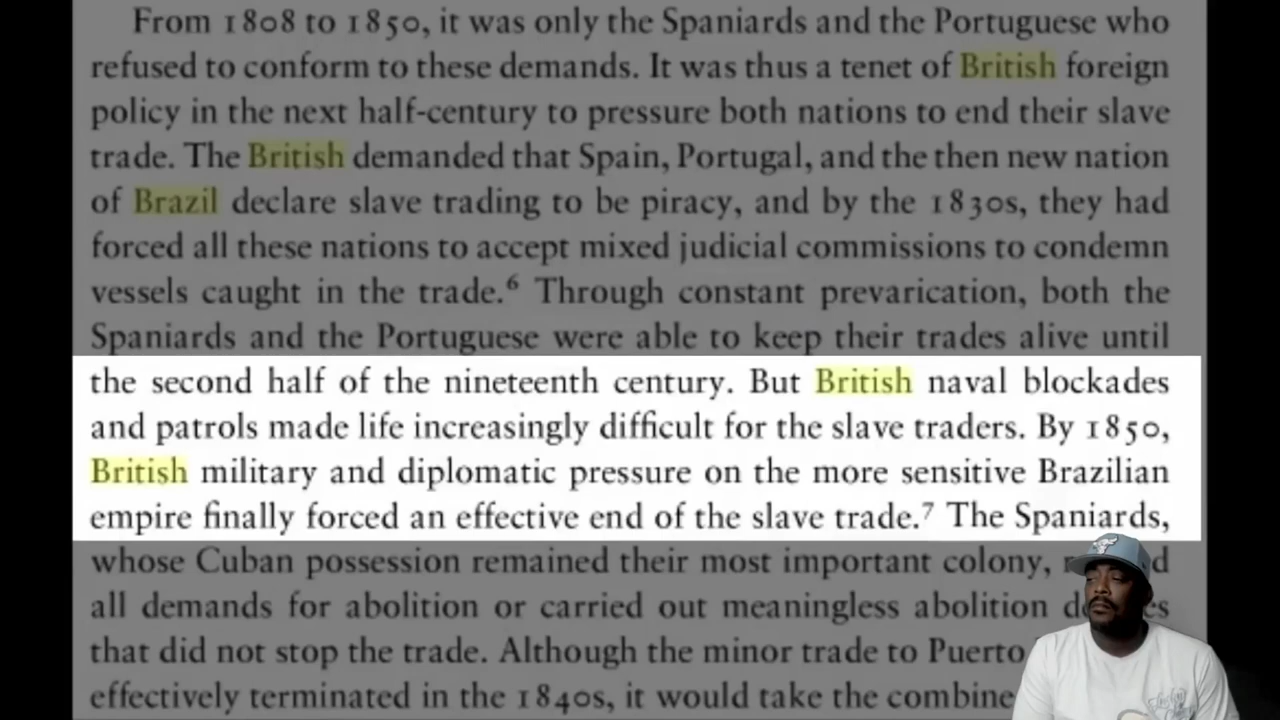 From 1808 to 1850, it was only the Spaniards and the Portuguese who
refused to conform to these demands. It was thus a tenet of British foreign
policy in the next half-century to pressure both nations to end their slave
trade. The British demanded that Spain, Portugal, and the then new nation
of Brazil declare slave trading to be piracy, and by the 1830s, they had
forced all these nations to accept mixed judicial commissions to condemn
vessels caught in the trade.⁶ Through constant prevarication, both the
Spaniards and the Portuguese were able to keep their trades alive until
the second half of the nineteenth century. But British naval blockades
and patrols made life increasingly difficult for the slave traders. By 1850,
British military and diplomatic pressure on the more sensitive Brazilian
empire finally forced an effective end of the slave trade.⁷ The Spaniards,
whose Cuban possession remained their most important colony,
all demands for abolition or carried out meaningless abolition
that did not stop the trade. Although the minor trade to Puerto
effectively terminated in the 1840s, it would take the